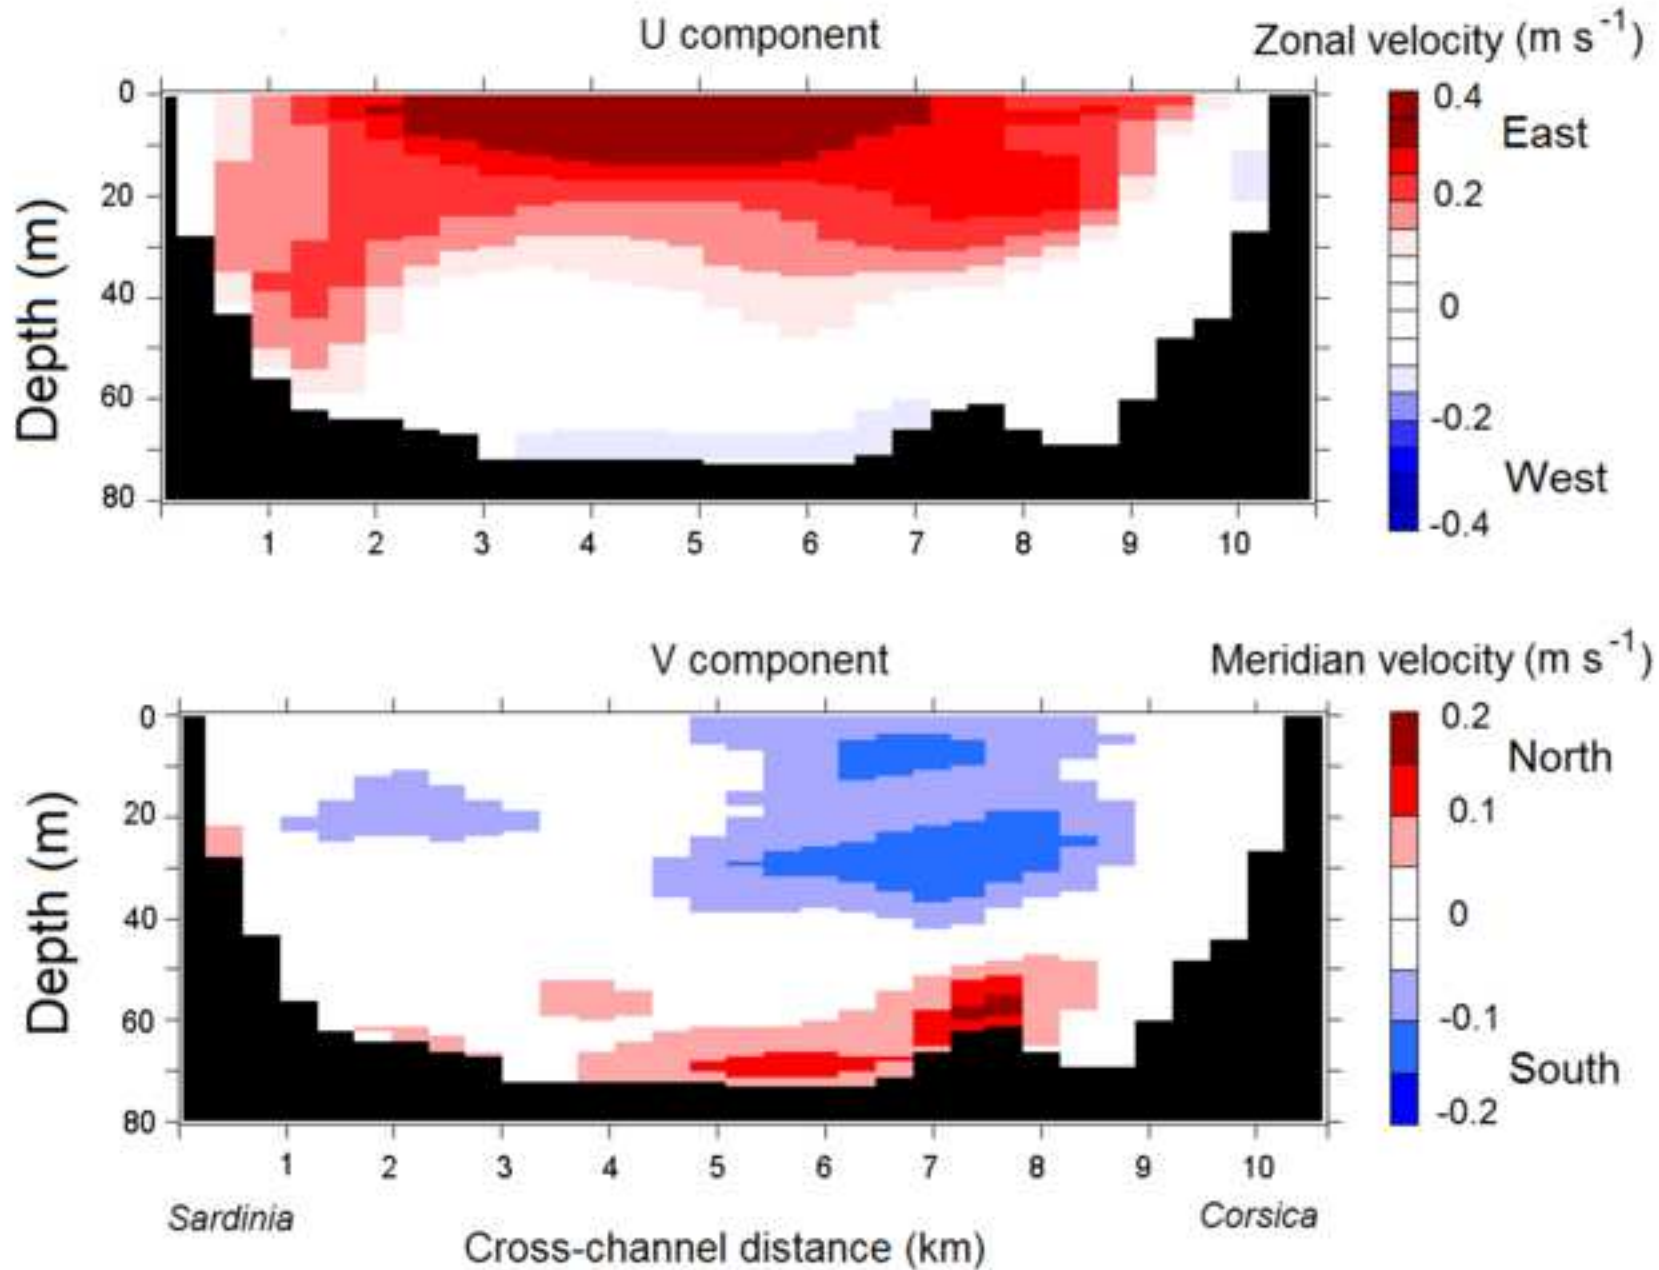 U component
Zonal velocity (m s⁻¹)
0
20
40
60
80
Depth (m)
1 2 3 4 5 6 7 8 9 10
0.4
East
0.2
0
-0.2
West
-0.4
V component
Meridian velocity (m s⁻¹)
0
20
40
60
80
Depth (m)
1 2 3 4 5 6 7 8 9 10
0.2
North
0.1
0
-0.1
South
-0.2
Sardinia
Corsica
Cross-channel distance (km)